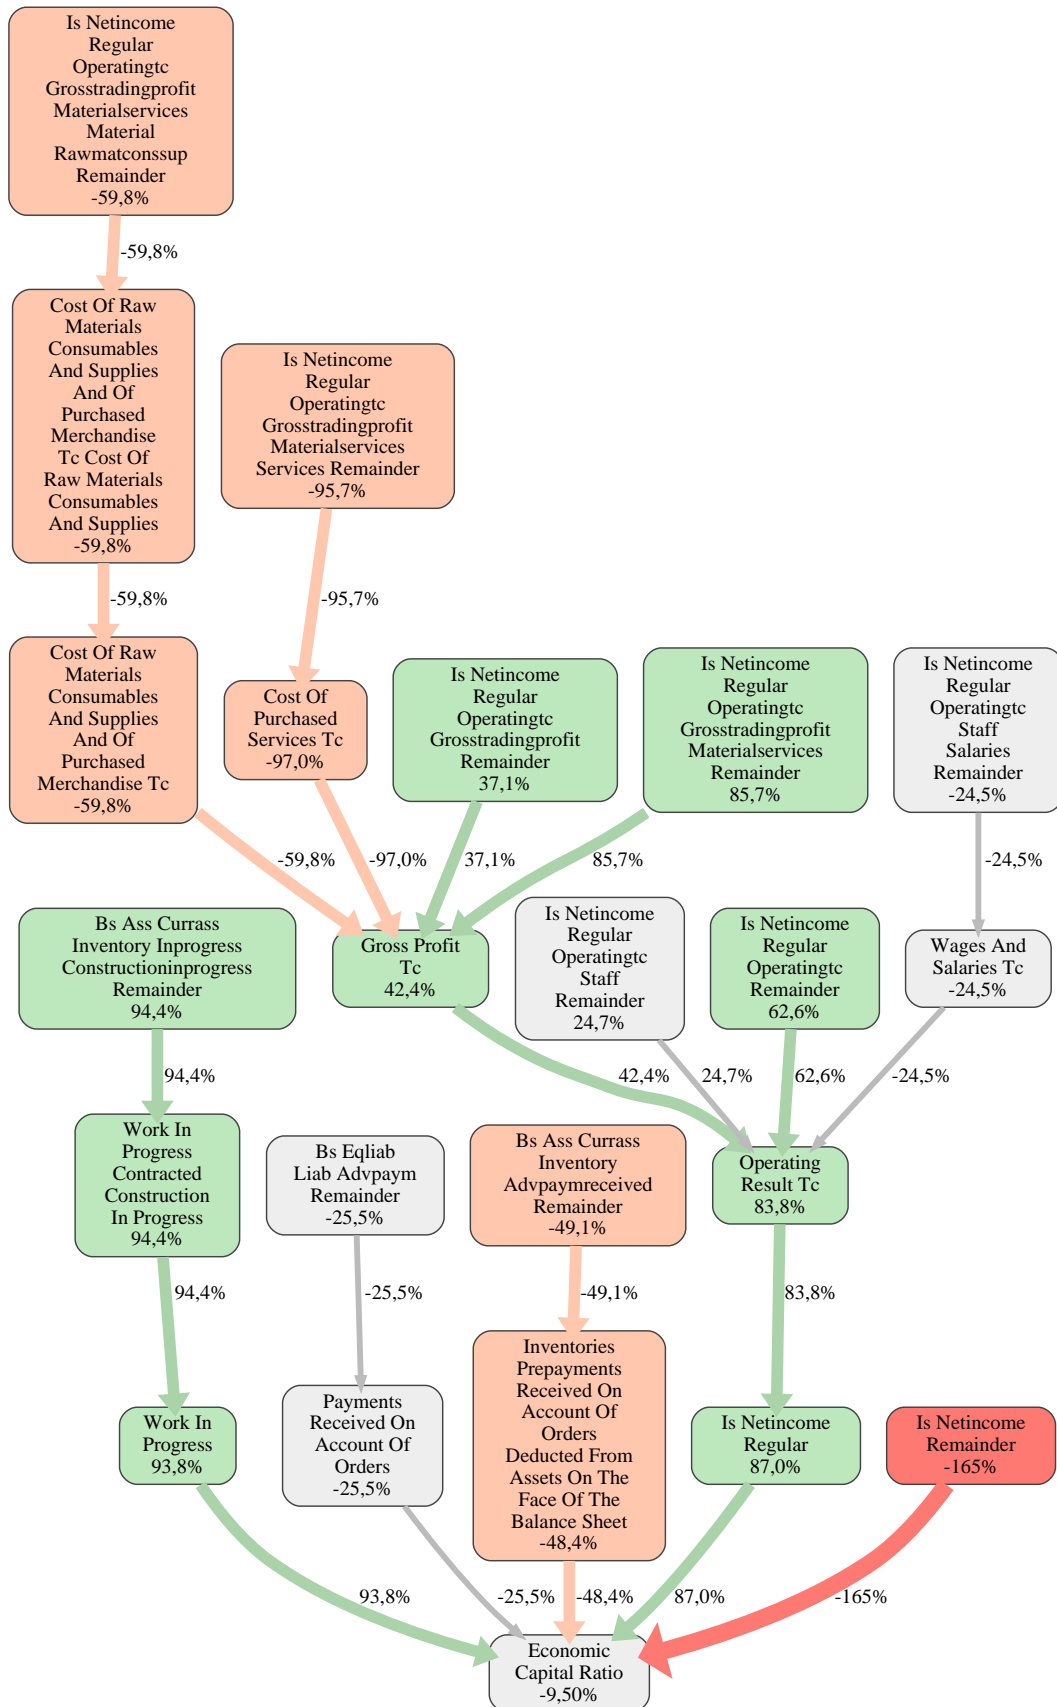 Is Netincome
Regular
Operatingtc
Grosstradingprofit
Materialservices
Material
Rawmatconssup
Remainder
-59,8%
-59,8%
Cost Of Raw
Materials
Consumables
And Supplies
And Of
Purchased
Merchandise
Tc Cost Of
Raw Materials
Consumables
And Supplies
-59,8%
Is Netincome
Regular
Operatingtc
Grosstradingprofit
Materialservices
Services Remainder
-95,7%
-59,8%
-95,7%
Cost Of Raw
Materials
Consumables
And Supplies
And Of
Purchased
Merchandise Tc
-59,8%
Cost Of
Purchased
Services Tc
-97,0%
Is Netincome
Regular
Operatingtc
Grosstradingprofit
Remainder
37,1%
Is Netincome
Regular
Operatingtc
Grosstradingprofit
Materialservices
Remainder
85,7%
Is Netincome
Regular
Operatingtc
Staff
Salaries
Remainder
-24,5%
-59,8%
-97,0%
37,1%
85,7%
-24,5%
Bs Ass Currass
Inventory Inprogress
Constructioninprogress
Remainder
94,4%
Gross Profit
Tc
42,4%
Is Netincome
Regular
Operatingtc
Staff
Remainder
24,7%
Is Netincome
Regular
Operatingtc
Remainder
62,6%
Wages And
Salaries Tc
-24,5%
94,4%
42,4%
24,7%
62,6%
-24,5%
Work In
Progress
Contracted
Construction
In Progress
94,4%
Bs Eqliab
Liab Advpaym
Remainder
-25,5%
Bs Ass Currass
Inventory
Advpaymreceived
Remainder
-49,1%
Operating
Result Tc
83,8%
94,4%
-25,5%
-49,1%
83,8%
Work In
Progress
93,8%
Payments
Received On
Account Of
Orders
-25,5%
Inventories
Prepayments
Received On
Account Of
Orders
Deducted From
Assets On The
Face Of The
Balance Sheet
-48,4%
Is Netincome
Regular
87,0%
Is Netincome
Remainder
-165%
93,8%
-25,5%
-48,4%
87,0%
-165%
Economic
Capital Ratio
-9,50%